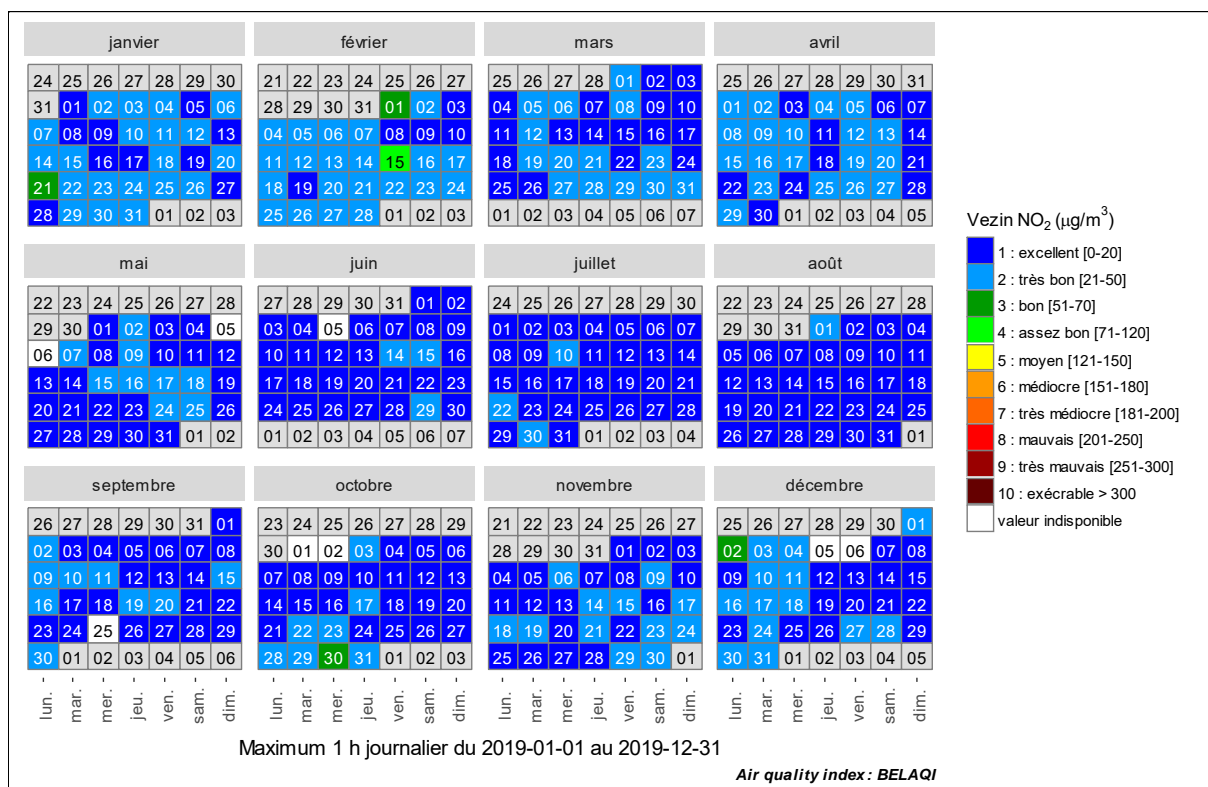 janvier février mars avril
24 25 26 27 28 29 30 21 22 23 24 25 26 27 25 26 27 28 01 02 03 25 26 27 28 29 30 31
31 01 02 03 04 05 06 28 29 30 31 01 02 03 04 05 06 07 08 09 10 01 02 03 04 05 06 07
07 08 09 10 11 12 13 04 05 06 07 08 09 10 11 12 13 14 15 16 17 08 09 10 11 12 13 14
14 15 16 17 18 19 20 11 12 13 14 15 16 17 18 19 20 21 22 23 24 15 16 17 18 19 20 21
21 22 23 24 25 26 27 18 19 20 21 22 23 24 25 26 27 28 29 30 31 22 23 24 25 26 27 28
28 29 30 31 01 02 03 25 26 27 28 01 02 03 01 02 03 04 05 06 07 29 30 01 02 03 04 05
mai juin juillet août
22 23 24 25 26 27 28 27 28 29 30 31 01 02 24 25 26 27 28 29 30 22 23 24 25 26 27 28
29 30 01 02 03 04 05 03 04 05 06 07 08 09 01 02 03 04 05 06 07 29 30 31 01 02 03 04
06 07 08 09 10 11 12 10 11 12 13 14 15 16 08 09 10 11 12 13 14 05 06 07 08 09 10 11
13 14 15 16 17 18 19 17 18 19 20 21 22 23 15 16 17 18 19 20 21 12 13 14 15 16 17 18
20 21 22 23 24 25 26 24 25 26 27 28 29 30 22 23 24 25 26 27 28 19 20 21 22 23 24 25
27 28 29 30 31 01 02 01 02 03 04 05 06 07 29 30 31 01 02 03 04 26 27 28 29 30 31 01
septembre octobre novembre décembre
26 27 28 29 30 31 01 23 24 25 26 27 28 29 21 22 23 24 25 26 27 25 26 27 28 29 30 01
02 03 04 05 06 07 08 30 01 02 03 04 05 06 28 29 30 31 01 02 03 02 03 04 05 06 07 08
09 10 11 12 13 14 15 07 08 09 10 11 12 13 04 05 06 07 08 09 10 09 10 11 12 13 14 15
16 17 18 19 20 21 22 14 15 16 17 18 19 20 11 12 13 14 15 16 17 16 17 18 19 20 21 22
23 24 25 26 27 28 29 21 22 23 24 25 26 27 18 19 20 21 22 23 24 23 24 25 26 27 28 29
30 01 02 03 04 05 06 28 29 30 31 01 02 03 25 26 27 28 29 30 01 30 31 01 02 03 04 05
lun. mar. mer. jeu. ven. sam. dim. lun. mar. mer. jeu. ven. sam. dim. lun. mar. mer. jeu. ven. sam. dim. lun. mar. mer. jeu. ven. sam. dim.
Maximum 1 h journalier du 2019-01-01 au 2019-12-31
Air quality index : BELAQI
Vezin NO₂ (µg/m³)
1 : excellent [0-20]
2 : très bon [21-50]
3 : bon [51-70]
4 : assez bon [71-120]
5 : moyen [121-150]
6 : médiocre [151-180]
7 : très médiocre [181-200]
8 : mauvais [201-250]
9 : très mauvais [251-300]
10 : exécrable > 300
valeur indisponible